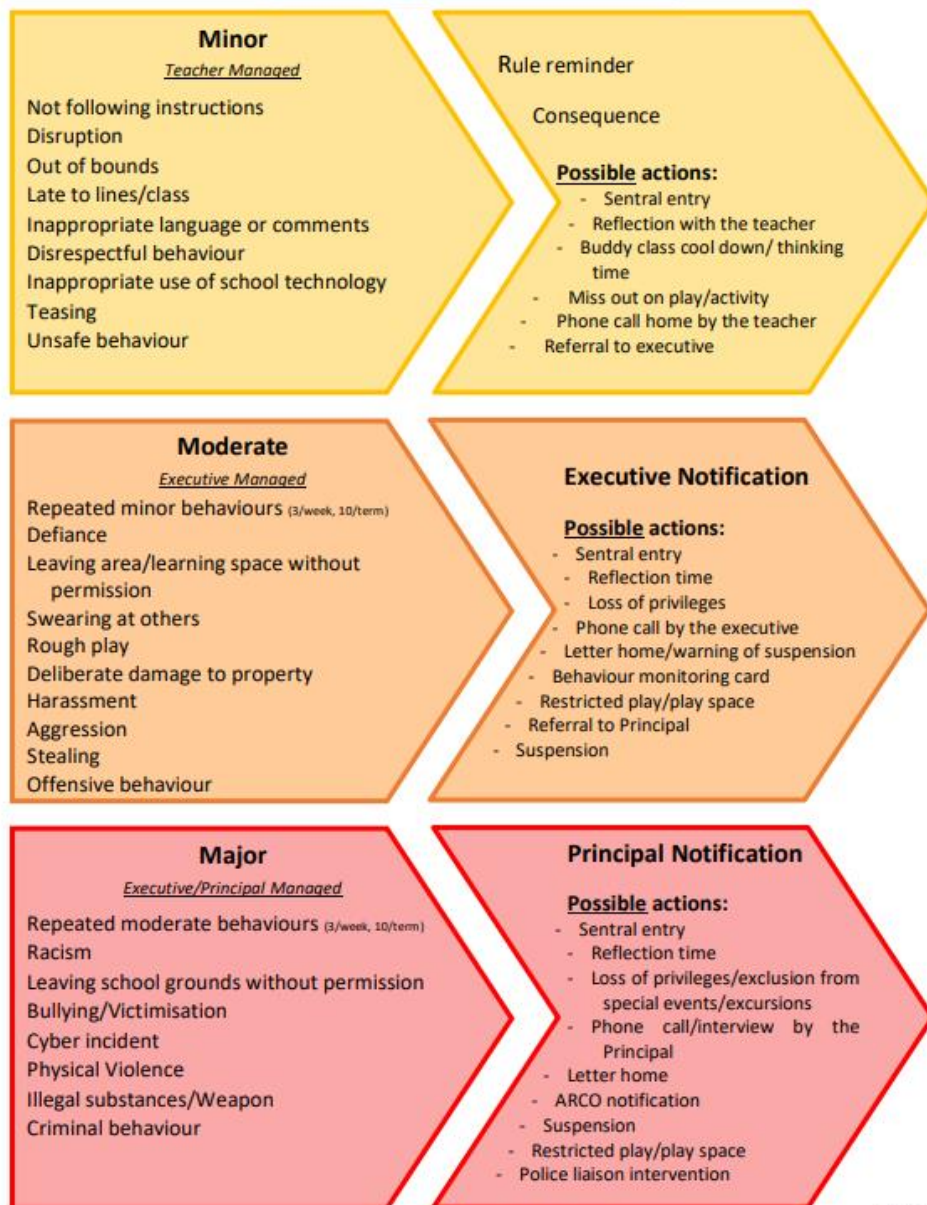 Minor
Teacher Managed
Not following instructions
Disruption
Out of bounds
Late to lines/class
Inappropriate language or comments
Disrespectful behaviour
Inappropriate use of school technology
Teasing
Unsafe behaviour
Rule reminder
Consequence
Possible actions:
- Sentral entry
- Reflection with the teacher
- Buddy class cool down/ thinking
time
- Miss out on play/activity
- Phone call home by the teacher
- Referral to executive
Moderate
Executive Managed
Repeated minor behaviours (3/week, 10/term)
Defiance
Leaving area/learning space without
permission
Swearing at others
Rough play
Deliberate damage to property
Harassment
Aggression
Stealing
Offensive behaviour
Executive Notification
Possible actions:
- Sentral entry
- Reflection time
- Loss of privileges
- Phone call by the executive
- Letter home/warning of suspension
- Behaviour monitoring card
- Restricted play/play space
- Referral to Principal
- Suspension
Major
Executive/Principal Managed
Repeated moderate behaviours (3/week, 10/term)
Racism
Leaving school grounds without permission
Bullying/Victimisation
Cyber incident
Physical Violence
Illegal substances/Weapon
Criminal behaviour
Principal Notification
Possible actions:
- Sentral entry
- Reflection time
- Loss of privileges/exclusion from
special events/excursions
- Phone call/interview by the
Principal
- Letter home
- ARCO notification
- Suspension
- Restricted play/play space
- Police liaison intervention